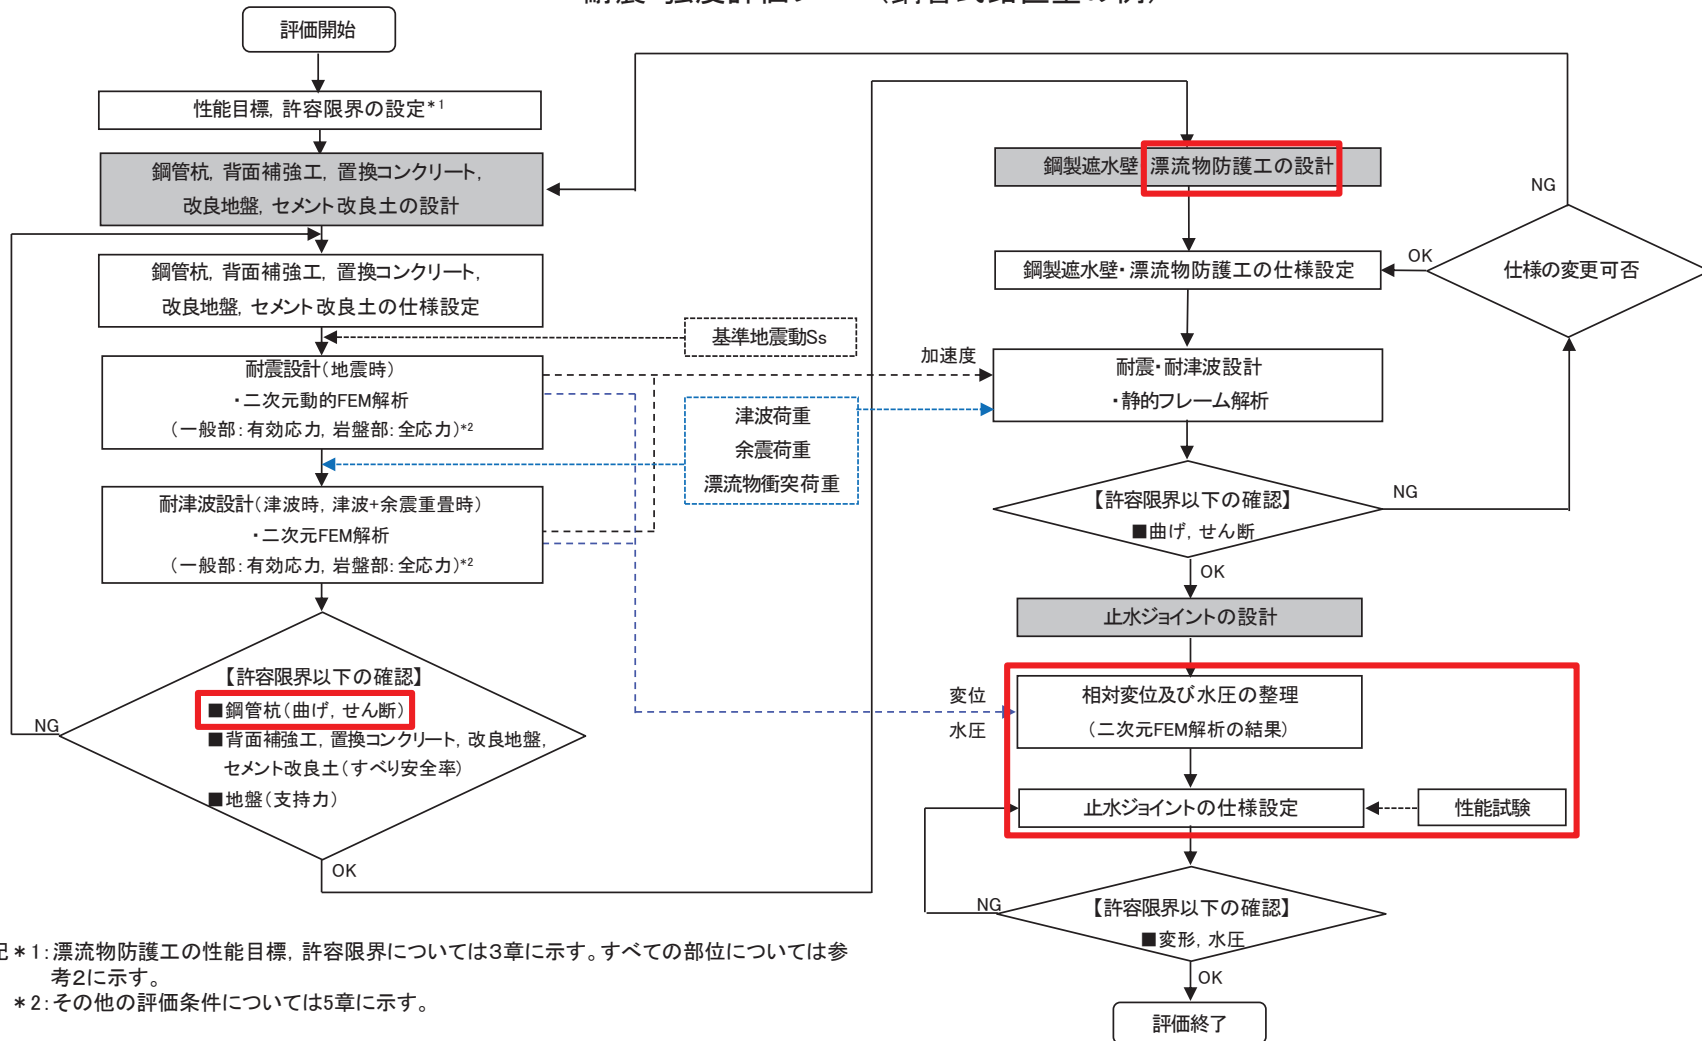 評価開始
性能目標, 許容限界の設定*1
鋼管杭, 背面補強工, 置換コンクリート,
改良地盤, セメント改良土の設計
鋼管杭, 背面補強工, 置換コンクリート,
改良地盤, セメント改良土の仕様設定
基準地震動Ss
耐震設計(地震時)
・二次元動的FEM解析
(一般部:有効応力, 岩盤部:全応力)*2
津波荷重
余震荷重
漂流物衝突荷重
耐津波設計(津波時, 津波+余震重畳時)
・二次元FEM解析
(一般部:有効応力, 岩盤部:全応力)*2
【許容限界以下の確認】
■鋼管杭(曲げ, せん断)
■背面補強工, 置換コンクリート, 改良地盤,
セメント改良土(すべり安全率)
■地盤(支持力)
NG
OK
鋼製遮水壁・漂流物防護工の設計
鋼製遮水壁・漂流物防護工の仕様設定
OK
仕様の変更可否
NG
加速度
耐震・耐津波設計
・静的フレーム解析
【許容限界以下の確認】
■曲げ, せん断
NG
OK
止水ジョイントの設計
変位
水圧
相対変位及び水圧の整理
(二次元FEM解析の結果)
止水ジョイントの仕様設定
性能試験
【許容限界以下の確認】
■変形, 水圧
NG
OK
評価終了
記*1:漂流物防護工の性能目標, 許容限界については3章に示す。すべての部位については参
考2に示す。
*2:その他の評価条件については5章に示す。